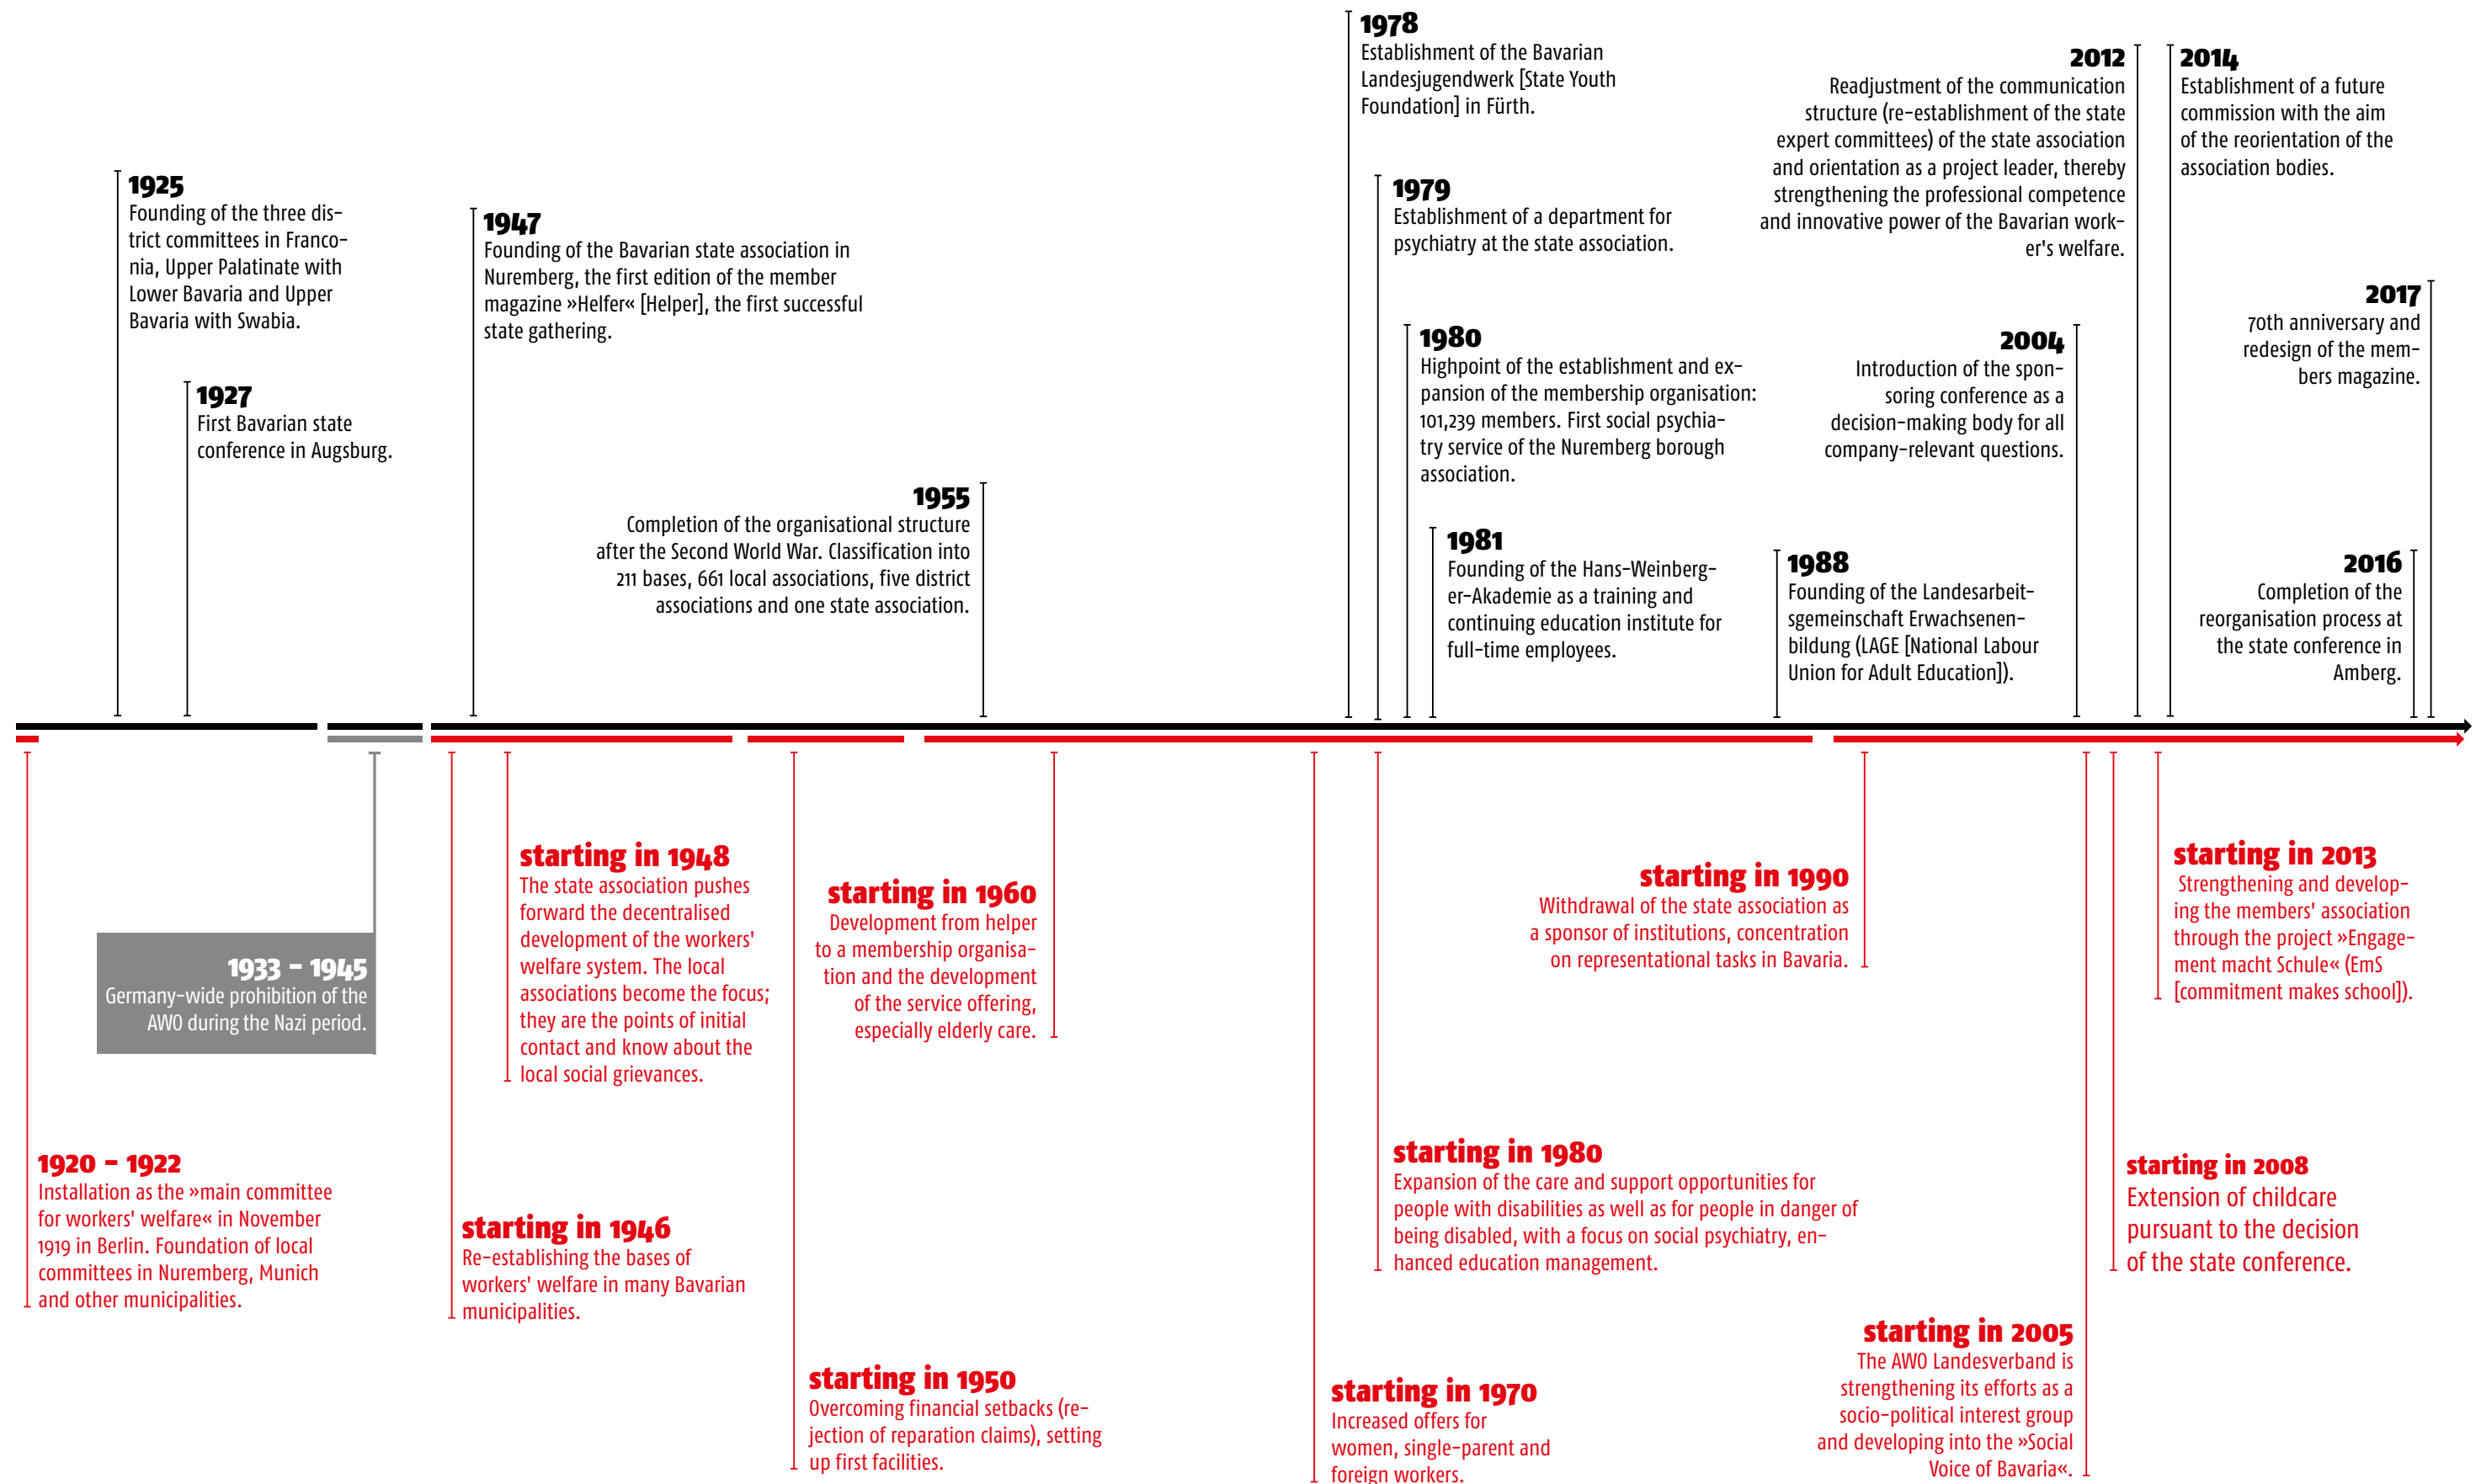 1925
Founding of the three dis-
trict committees in Franco-
nia, Upper Palatinate with
Lower Bavaria and Upper
Bavaria with Swabia.
1927
First Bavarian state
conference in Augsburg.
1947
Founding of the Bavarian state association in
Nuremberg, the first edition of the member
magazine »Helfer« [Helper], the first successful
state gathering.
1955
Completion of the organisational structure
after the Second World War. Classification into
211 bases, 661 local associations, five district
associations and one state association.
1978
Establishment of the Bavarian
Landesjugendwerk [State Youth
Foundation] in Fürth.
1979
Establishment of a department for
psychiatry at the state association.
1980
Highpoint of the establishment and ex-
pansion of the membership organisation:
101,239 members. First social psychia-
try service of the Nuremberg borough
association.
1981
Founding of the Hans-Weinberg-
er-Akademie as a training and
continuing education institute for
full-time employees.
1988
Founding of the Landesarbeit-
sgemeinschaft Erwachsenen-
bildung (LAGE [National Labour
Union for Adult Education]).
2004
Introduction of the spon-
soring conference as a
decision-making body for all
company-relevant questions.
2012
Readjustment of the communication
structure (re-establishment of the state
expert committees) of the state association
and orientation as a project leader, thereby
strengthening the professional competence
and innovative power of the Bavarian work-
er's welfare.
2014
Establishment of a future
commission with the aim
of the reorientation of the
association bodies.
2016
Completion of the
reorganisation process at
the state conference in
Amberg.
2017
70th anniversary and
redesign of the mem-
bers magazine.
1920 – 1922
Installation as the »main committee
for workers' welfare« in November
1919 in Berlin. Foundation of local
committees in Nuremberg, Munich
and other municipalities.
1933 – 1945
Germany-wide prohibition of the
AWO during the Nazi period.
starting in 1946
Re-establishing the bases of
workers' welfare in many Bavarian
municipalities.
starting in 1948
The state association pushes
forward the decentralised
development of the workers'
welfare system. The local
associations become the focus;
they are the points of initial
contact and know about the
local social grievances.
starting in 1950
Overcoming financial setbacks (re-
jection of reparation claims), setting
up first facilities.
starting in 1960
Development from helper
to a membership organisa-
tion and the development
of the service offering,
especially elderly care.
starting in 1970
Increased offers for
women, single-parent and
foreign workers.
starting in 1980
Expansion of the care and support opportunities for
people with disabilities as well as for people in danger of
being disabled, with a focus on social psychiatry, en-
hanced education management.
starting in 1990
Withdrawal of the state association as
a sponsor of institutions, concentration
on representational tasks in Bavaria.
starting in 2005
The AWO Landesverband is
strengthening its efforts as a
socio-political interest group
and developing into the »Social
Voice of Bavaria«.
starting in 2008
Extension of childcare
pursuant to the decision
of the state conference.
starting in 2013
Strengthening and develop-
ing the members' association
through the project »Engage-
ment macht Schule« (EmS
[commitment makes school]).